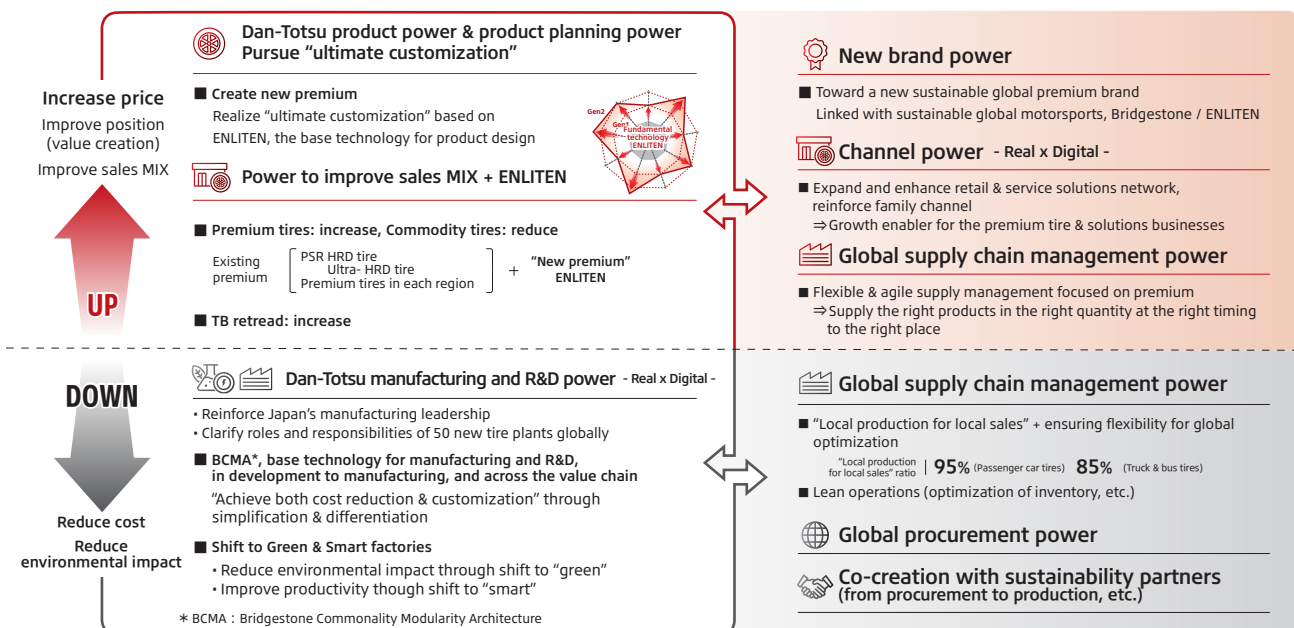 Increase price
Improve position
(value creation)
Improve sales MIX
UP
Dan-Totsu product power & product planning power
Pursue “ultimate customization”
■ Create new premium
Realize “ultimate customization” based on
ENLITEN, the base technology for product design
Gen2
Gen1
Fundamental
technology
ENLITEN
Power to improve sales MIX + ENLITEN
■ Premium tires: increase, Commodity tires: reduce
Existing
premium
PSR HRD tire
Ultra- HRD tire
Premium tires in each region
+
“New premium”
ENLITEN
■ TB retread: increase
New brand power
■ Toward a new sustainable global premium brand
Linked with sustainable global motorsports, Bridgestone / ENLITEN
Channel power - Real x Digital -
■ Expand and enhance retail & service solutions network,
reinforce family channel
⇒Growth enabler for the premium tire & solutions businesses
Global supply chain management power
■ Flexible & agile supply management focused on premium
⇒Supply the right products in the right quantity at the right timing
to the right place
DOWN
Reduce cost
Reduce
environmental impact
Dan-Totsu manufacturing and R&D power - Real x Digital -
・Reinforce Japan’s manufacturing leadership
・Clarify roles and responsibilities of 50 new tire plants globally
■ BCMA*, base technology for manufacturing and R&D,
in development to manufacturing, and across the value chain
“Achieve both cost reduction & customization” through
simplification & differentiation
■ Shift to Green & Smart factories
・Reduce environmental impact through shift to “green”
・Improve productivity though shift to “smart”
* BCMA : Bridgestone Commonality Modularity Architecture
Global supply chain management power
■ “Local production for local sales” + ensuring flexibility for global
optimization
“Local production
for local sales” ratio
95% (Passenger car tires) 85% (Truck & bus tires)
■ Lean operations (optimization of inventory, etc.)
Global procurement power
Co-creation with sustainability partners
(from procurement to production, etc.)